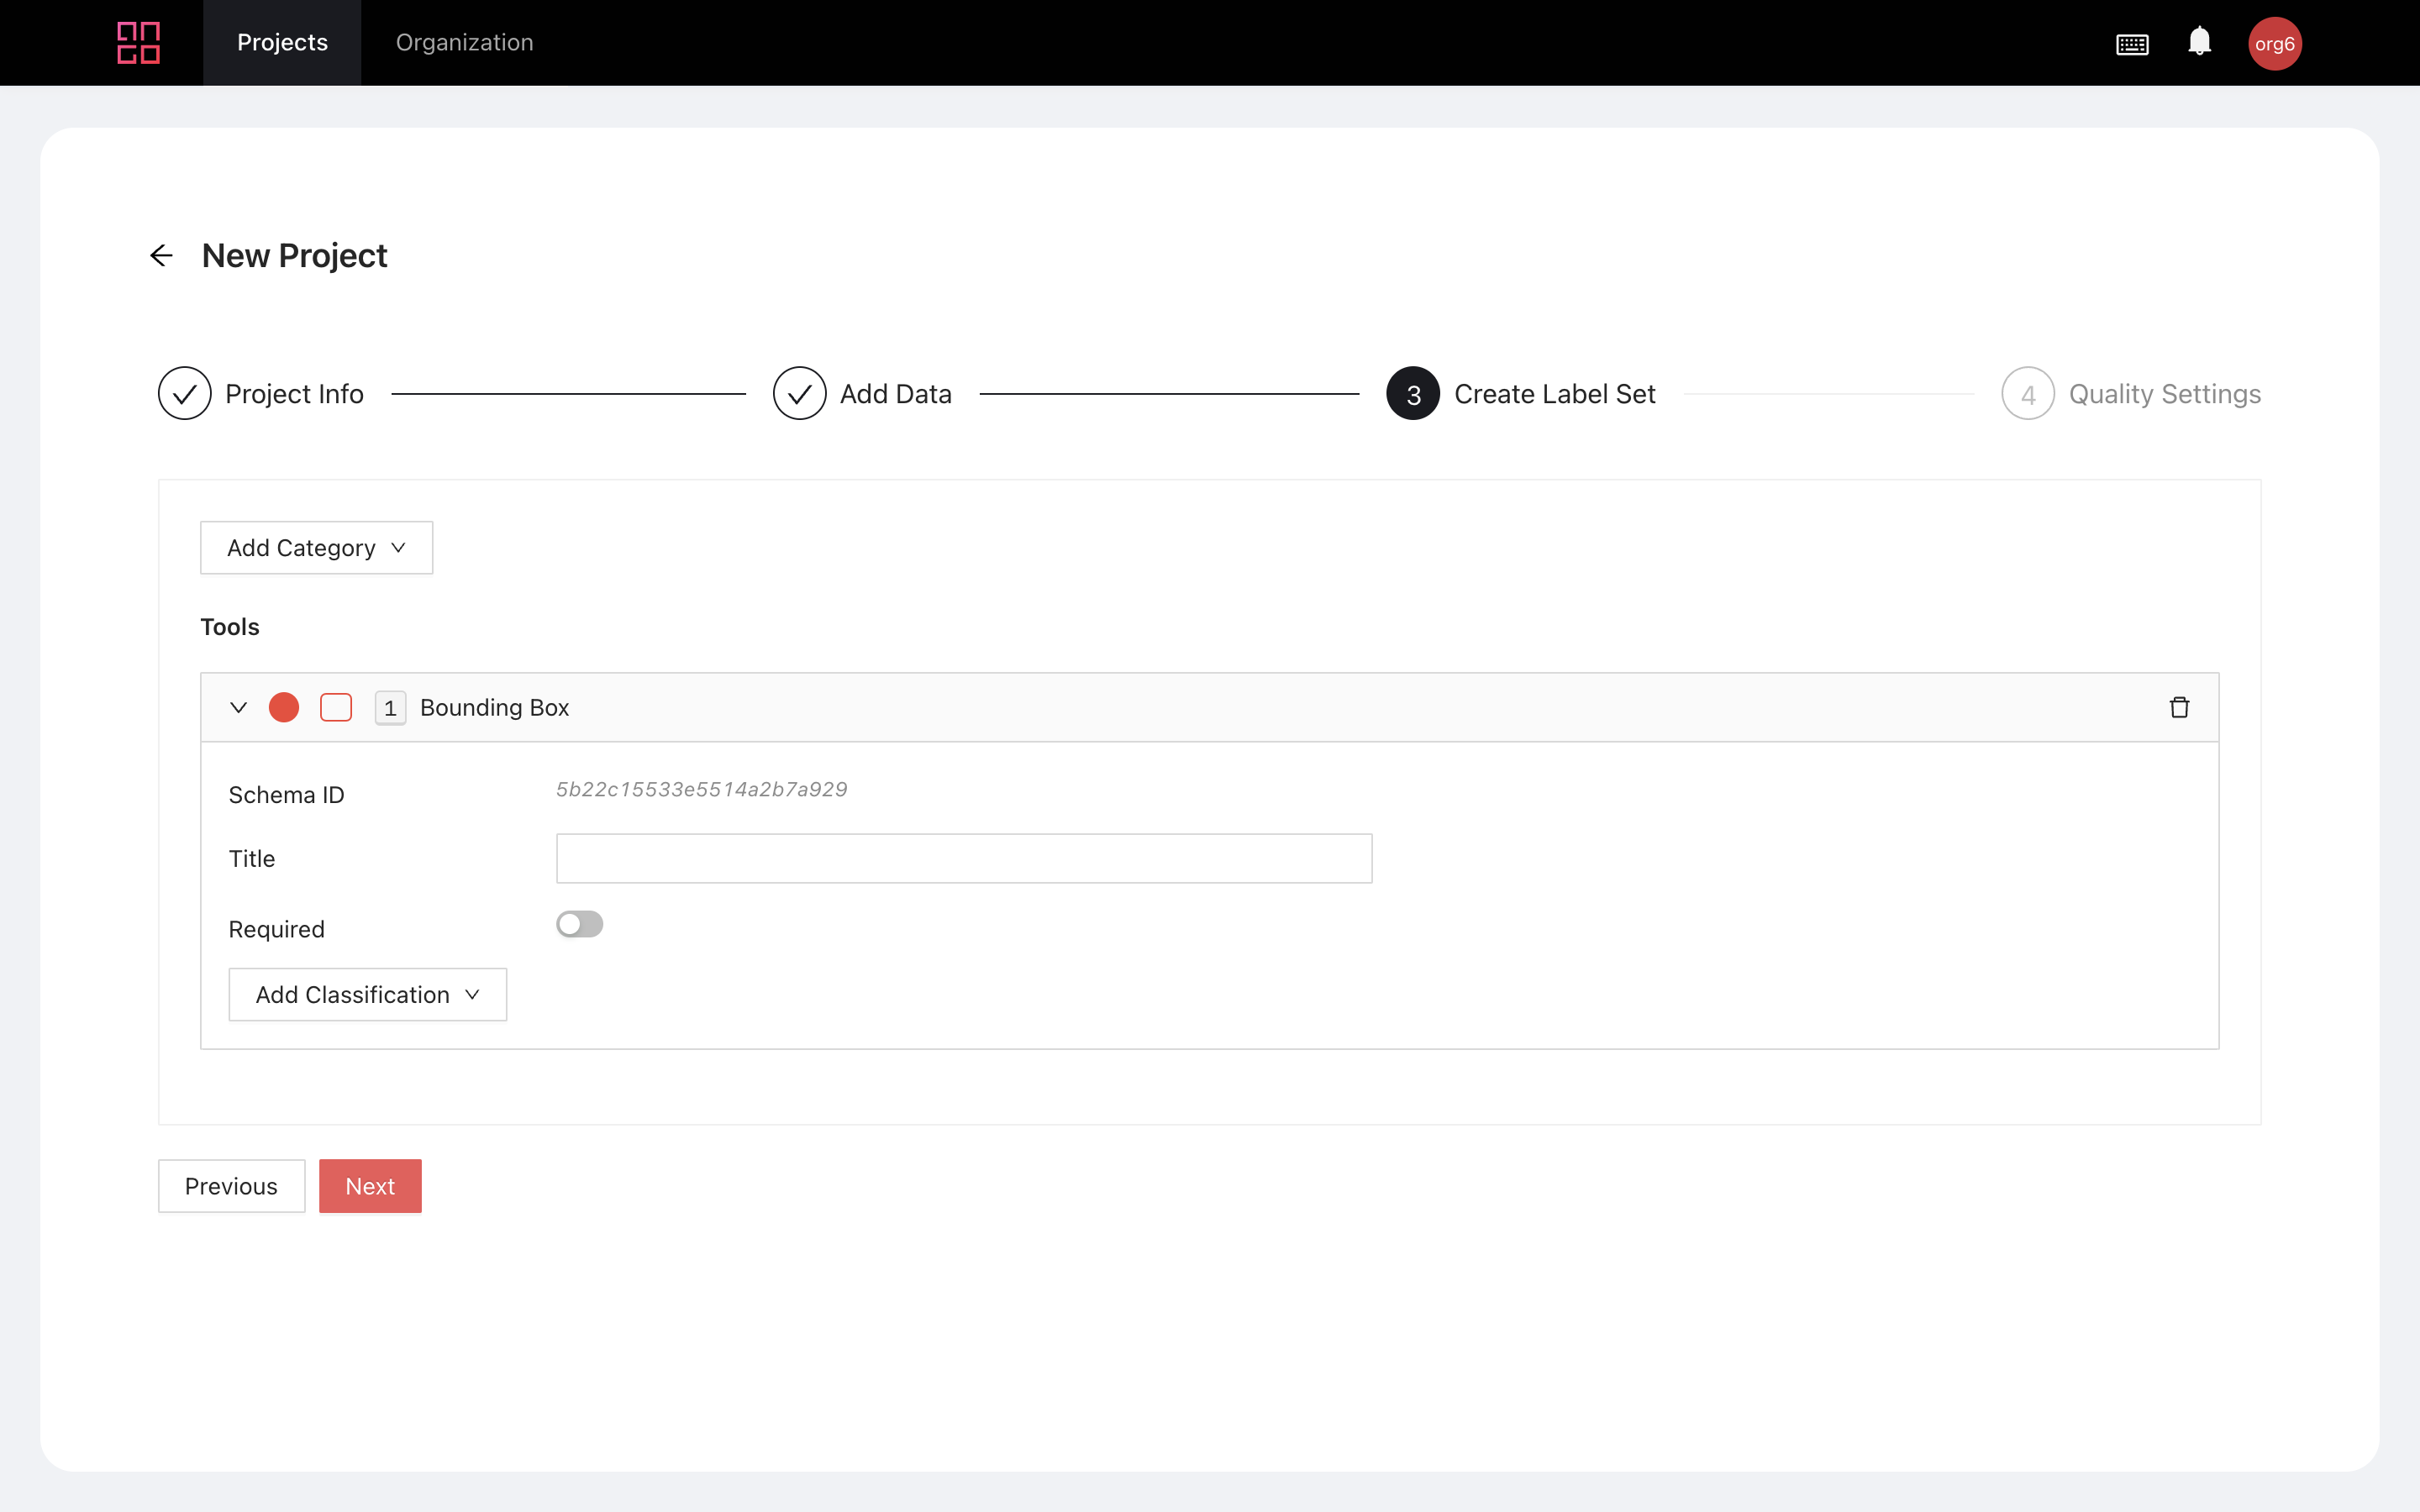 Projects
Organization
org6
New Project
Project Info
Add Data
3
Create Label Set
4
Quality Settings
Add Category
Tools
1
Bounding Box
Schema ID
5b22c15533e5514a2b7a929
Title
Required
Add Classification
Previous
Next